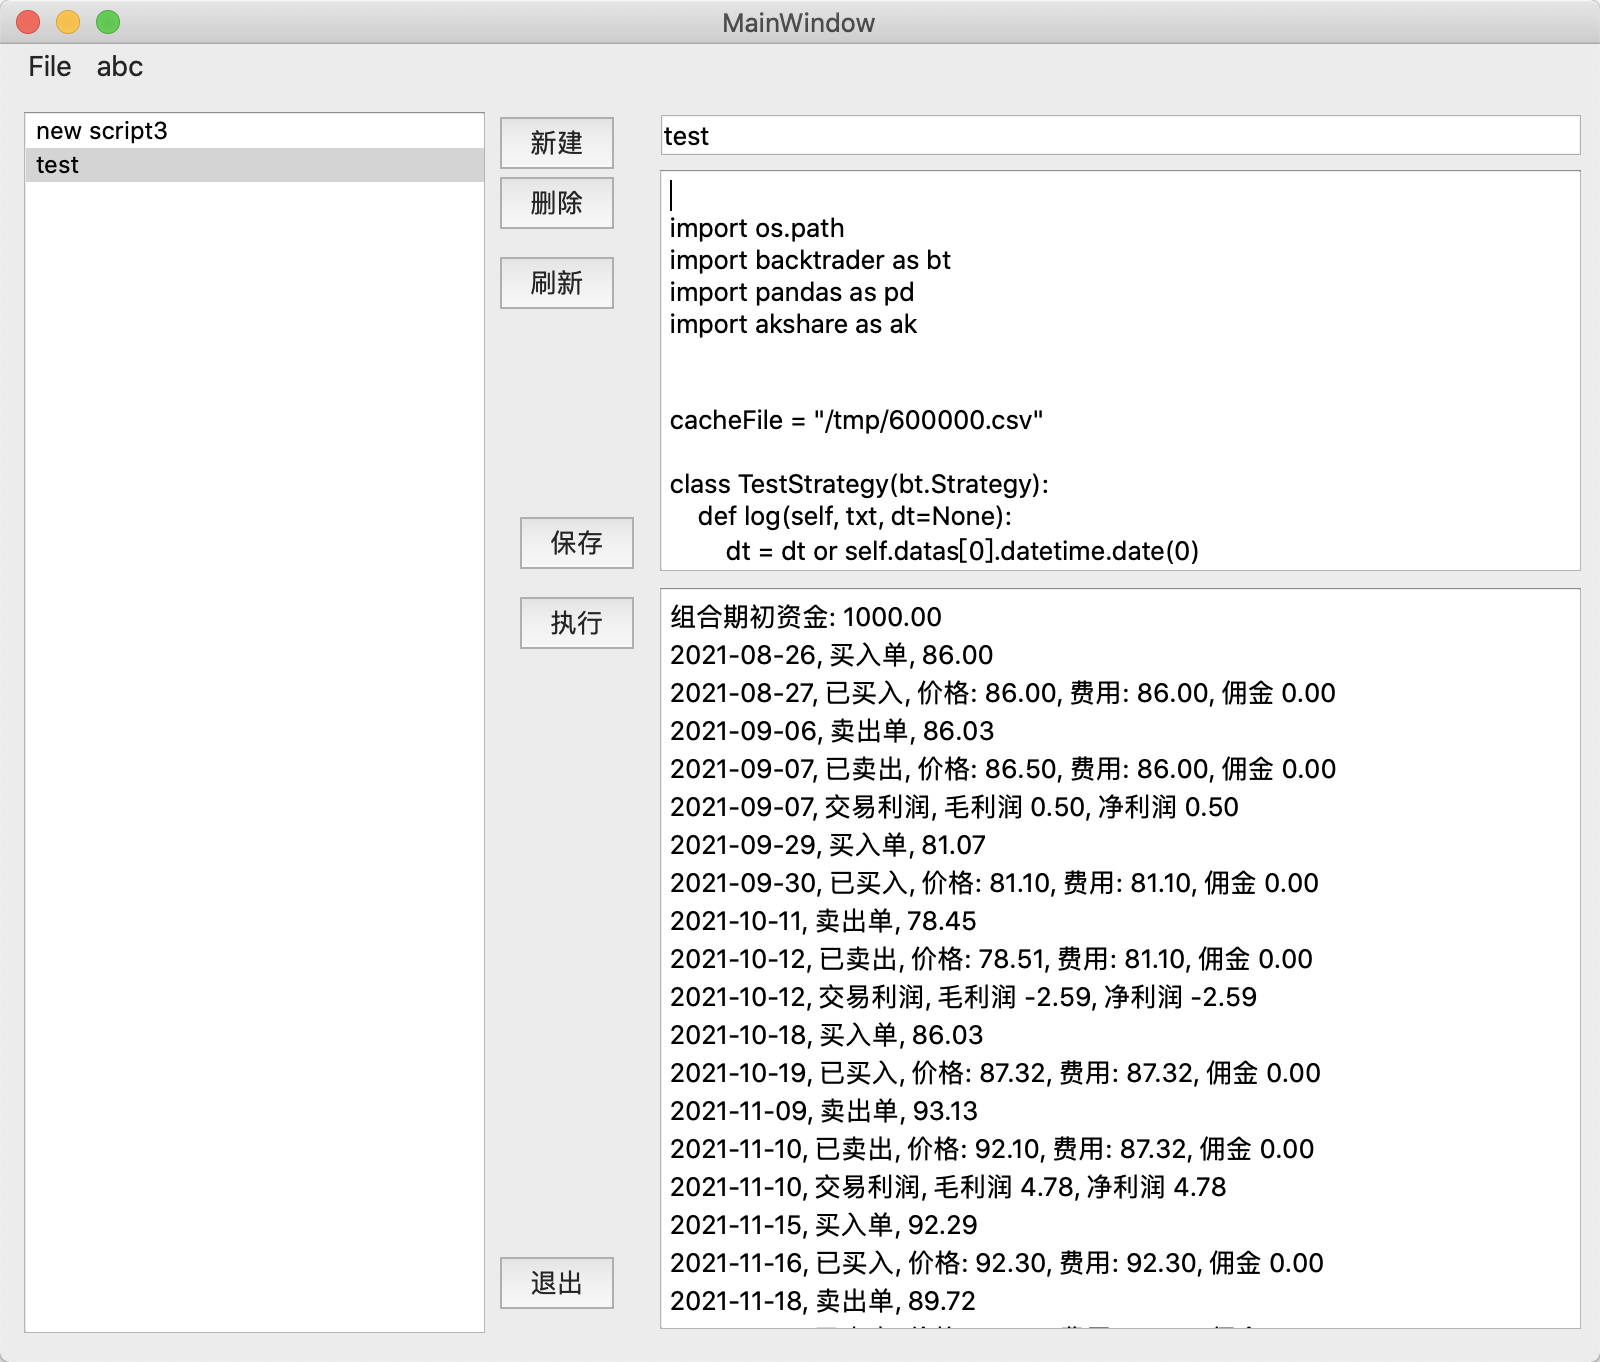 MainWindow
File abc
new script3
test
新建
删除
刷新
保存
执行
退出
test
import os.path
import backtrader as bt
import pandas as pd
import akshare as ak
cacheFile = "/tmp/600000.csv"
class TestStrategy(bt.Strategy):
def log(self, txt, dt=None):
dt = dt or self.datas[0].datetime.date(0)
组合期初资金: 1000.00
2021-08-26, 买入单, 86.00
2021-08-27, 已买入, 价格: 86.00, 费用: 86.00, 佣金 0.00
2021-09-06, 卖出单, 86.03
2021-09-07, 已卖出, 价格: 86.50, 费用: 86.00, 佣金 0.00
2021-09-07, 交易利润, 毛利润 0.50, 净利润 0.50
2021-09-29, 买入单, 81.07
2021-09-30, 已买入, 价格: 81.10, 费用: 81.10, 佣金 0.00
2021-10-11, 卖出单, 78.45
2021-10-12, 已卖出, 价格: 78.51, 费用: 81.10, 佣金 0.00
2021-10-12, 交易利润, 毛利润 -2.59, 净利润 -2.59
2021-10-18, 买入单, 86.03
2021-10-19, 已买入, 价格: 87.32, 费用: 87.32, 佣金 0.00
2021-11-09, 卖出单, 93.13
2021-11-10, 已卖出, 价格: 92.10, 费用: 87.32, 佣金 0.00
2021-11-10, 交易利润, 毛利润 4.78, 净利润 4.78
2021-11-15, 买入单, 92.29
2021-11-16, 已买入, 价格: 92.30, 费用: 92.30, 佣金 0.00
2021-11-18, 卖出单, 89.72